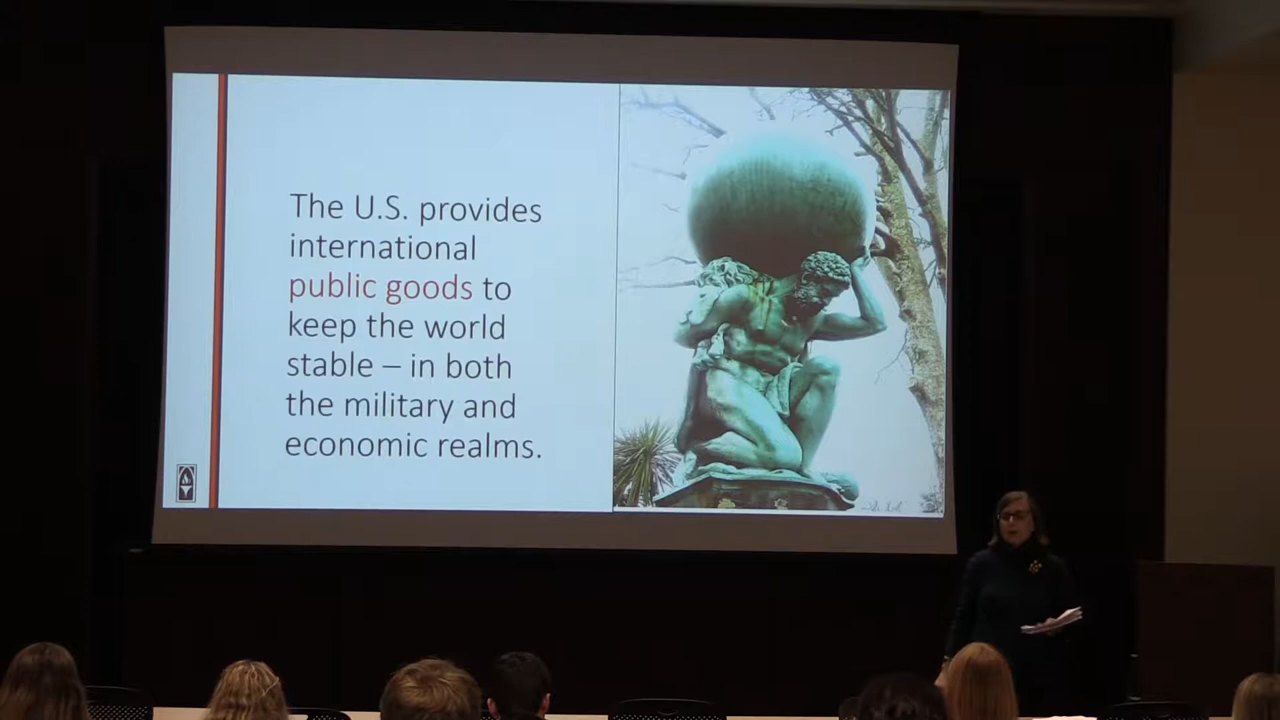 The U.S. provides
international
public goods to
keep the world
stable – in both
the military and
economic realms.